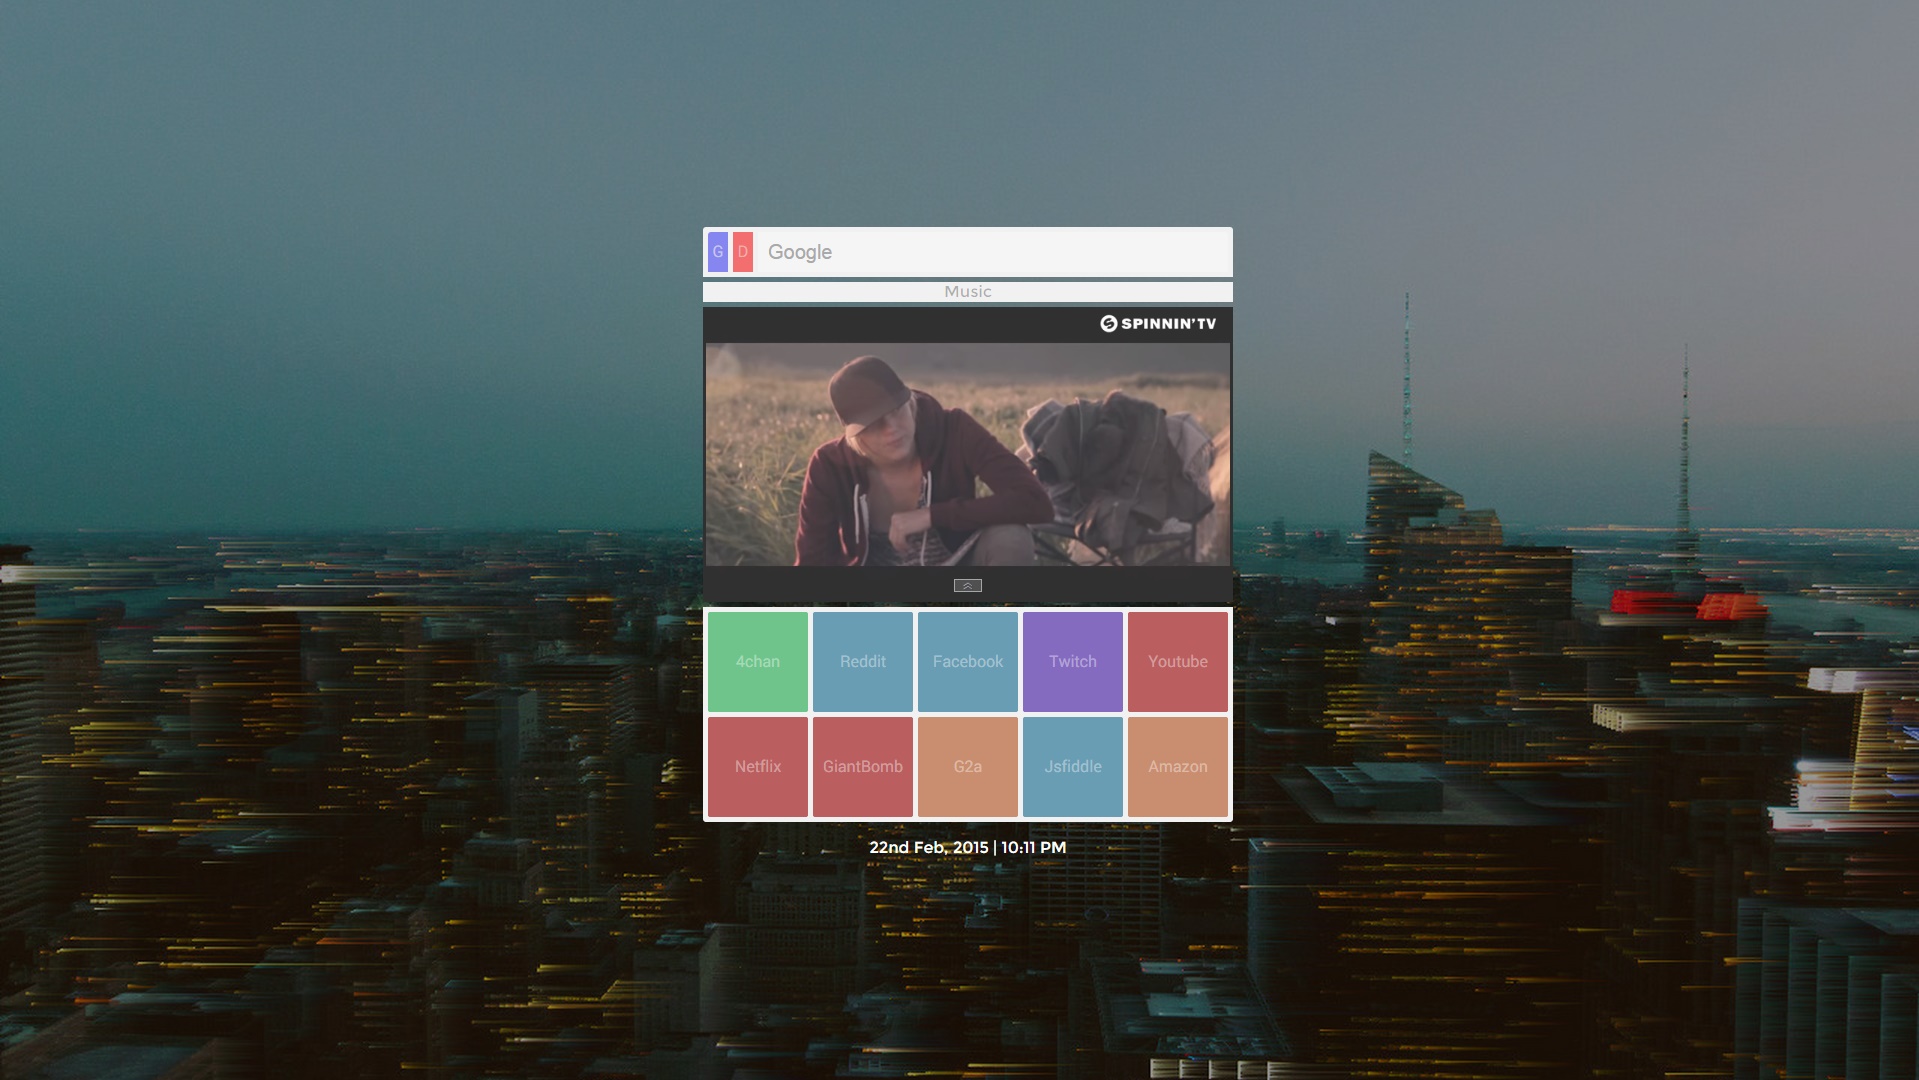 G D Google
Music
SPINNIN'TV
4chan Reddit Facebook Twitch Youtube
Netflix GiantBomb G2a Jsfiddle Amazon
22nd Feb, 2015 | 10:11 PM